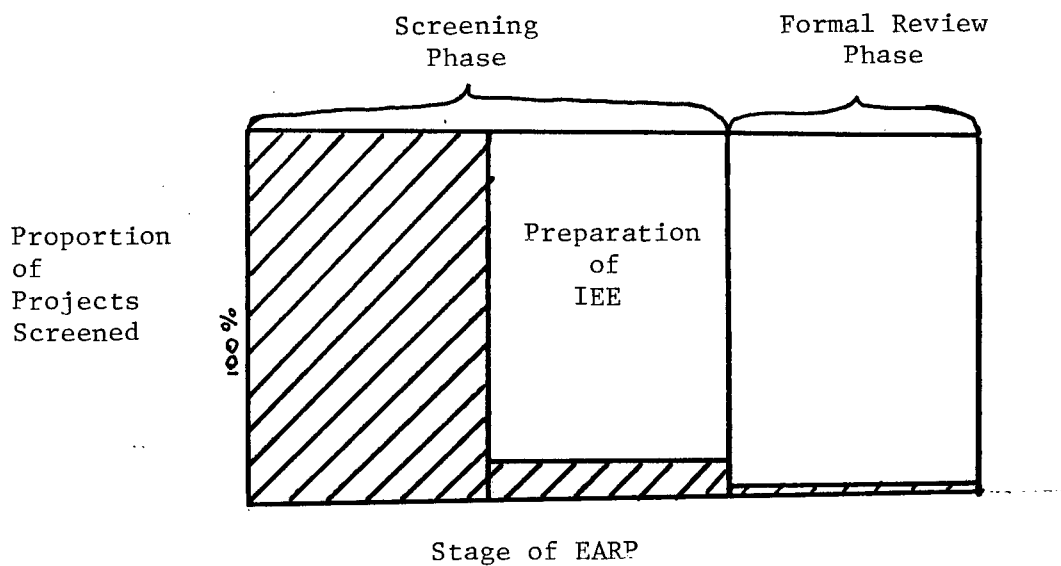 Screening
Phase
Formal Review
Phase
Proportion
of
Projects
Screened
100%
Preparation
of
IEE
Stage of EARP